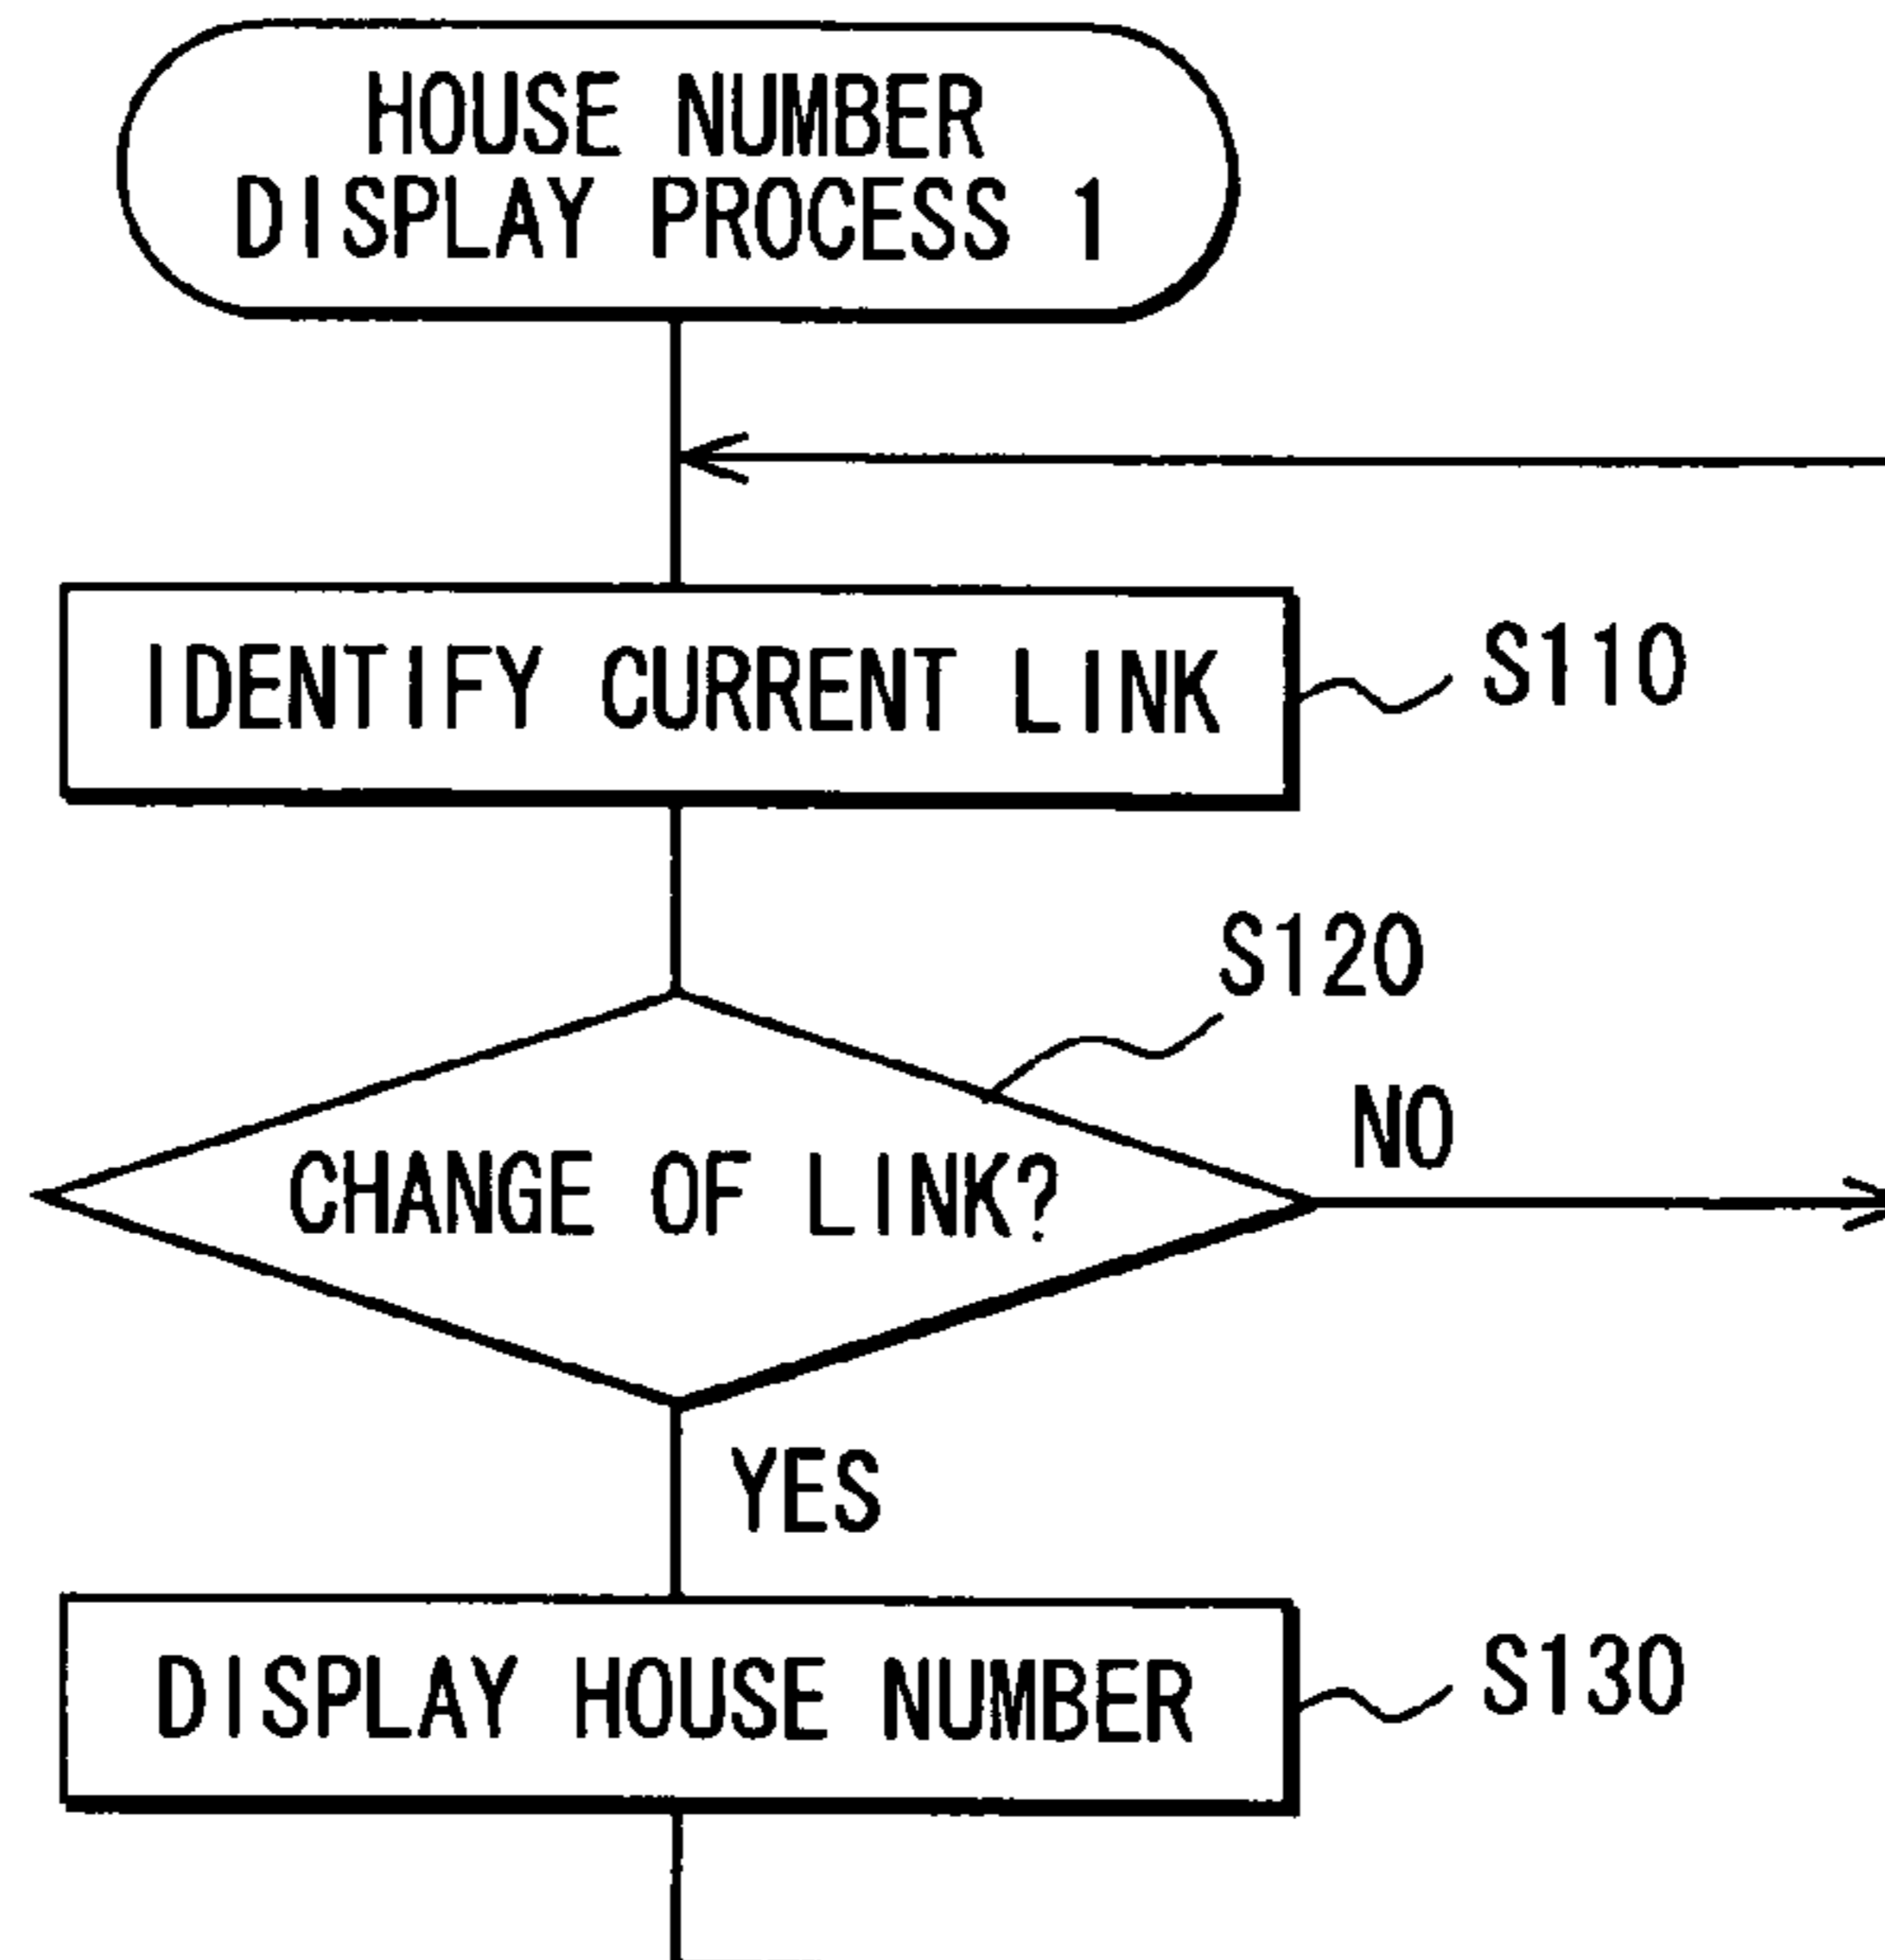 HOUSE NUMBER
DISPLAY PROCESS 1
IDENTIFY CURRENT LINK
S110
S120
CHANGE OF LINK?
NO
YES
DISPLAY HOUSE NUMBER
S130